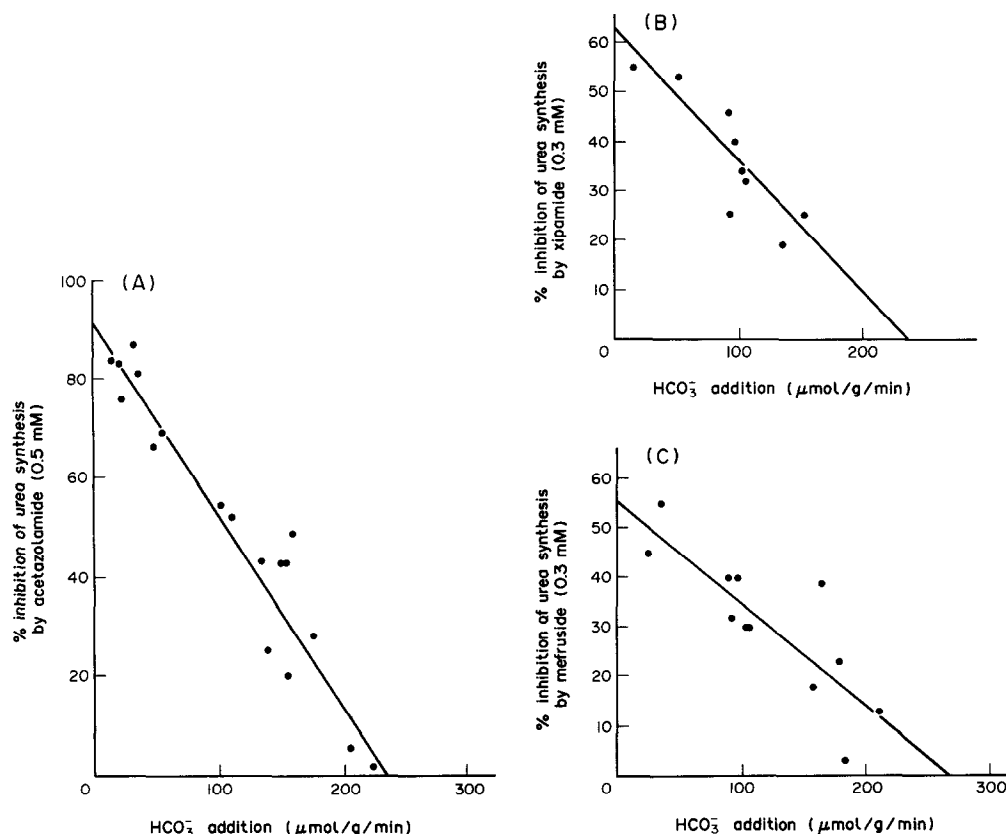 (A)
% inhibition of urea synthesis
by acetazolamide (0.5 mM)
100
80
60
40
20
0
100
200
300
HCO₃⁻ addition (μmol/g/min)
(B)
% inhibition of urea synthesis
by xipamide (0.3 mM)
60
50
40
30
20
10
0
100
200
HCO₃⁻ addition (μmol/g/min)
(C)
% inhibition of urea synthesis
by mefruside (0.3 mM)
60
50
40
30
20
10
0
100
200
300
HCO₃⁻ addition (μmol/g/min)